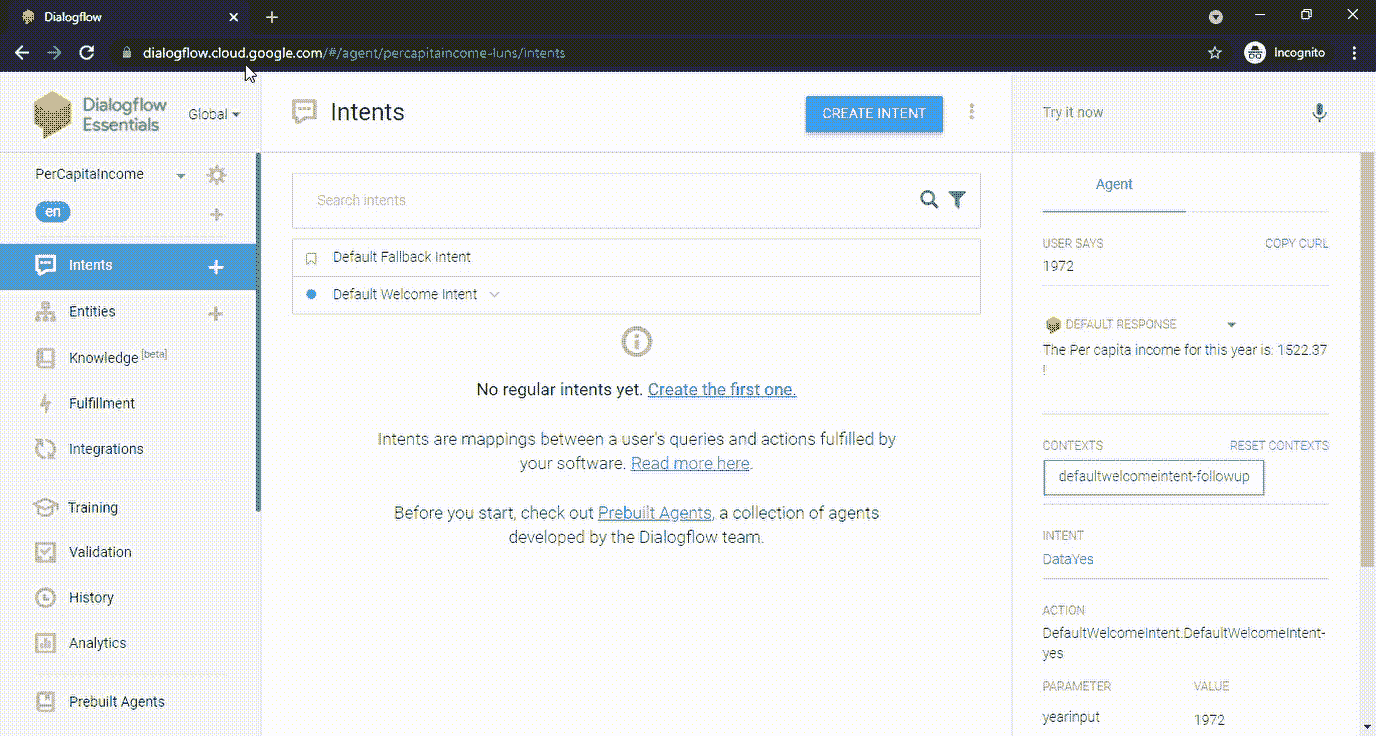 Dialogflow
dialogflow.cloud.google.com/#/agent/percapitaincome-luns/intents
Incognito
Dialogflow
Essentials
Global
PerCapitaIncome
en
Intents
Entities
Knowledge [beta]
Fulfillment
Integrations
Training
Validation
History
Analytics
Prebuilt Agents
Intents
CREATE INTENT
Search intents
Default Fallback Intent
Default Welcome Intent
No regular intents yet. Create the first one.
Intents are mappings between a user's queries and actions fulfilled by
your software. Read more here.
Before you start, check out Prebuilt Agents, a collection of agents
developed by the Dialogflow team.
Try it now
Agent
USER SAYS COPY CURL
1972
DEFAULT RESPONSE
The Per capita income for this year is: 1522.37
!
CONTEXTS RESET CONTEXTS
defaultwelcomeintent-followup
INTENT
DataYes
ACTION
DefaultWelcomeIntent.DefaultWelcomeIntent-
yes
PARAMETER VALUE
yearinput 1972